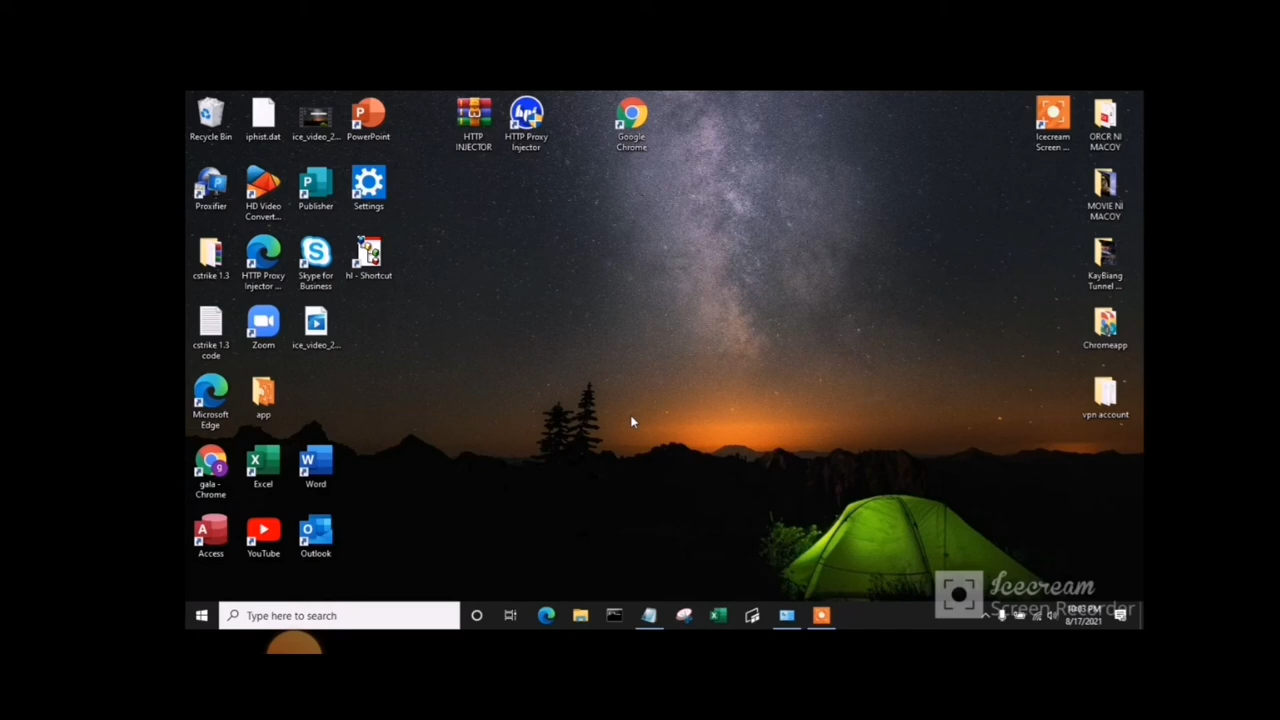 Recycle Bin
iphist.dat
ice_video_2...
PowerPoint
HTTP
INJECTOR
HTTP Proxy
Injector
Google
Chrome
Icecream
Screen ...
ORCR NI
MACOY
Proxifier
HD Video
Convert...
Publisher
Settings
MOVIE NI
MACOY
cstrike 1.3
HTTP Proxy
Injector ...
Skype for
Business
hl - Shortcut
KayBiang
Tunnel ...
cstrike 1.3
code
Zoom
ice_video_2...
Chromeapp
Microsoft
Edge
app
vpn account
gala -
Chrome
Excel
Word
Access
YouTube
Outlook
Icecream
Screen Recorder
Type here to search
10:03 PM
8/17/2021